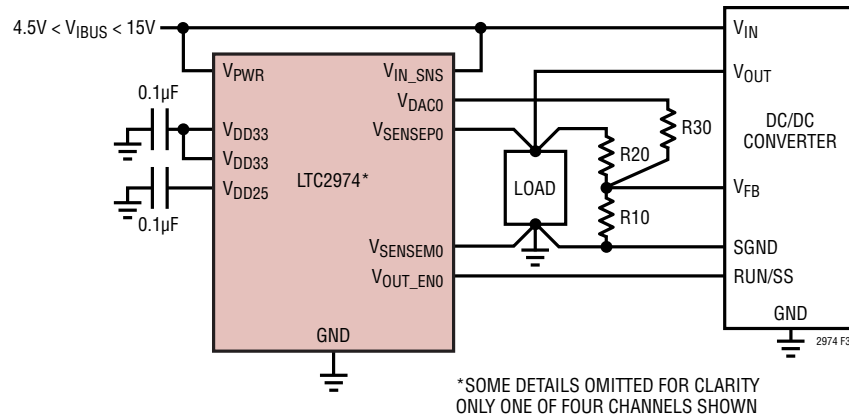 4.5V < VIBUS < 15V
VIN
VPWR
VIN_SNS
VOUT
0.1µF
VDAC0
R30
DC/DC
CONVERTER
VDD33
VSENSEP0
R20
VDD33
LTC2974*
LOAD
VFB
VDD25
0.1µF
R10
VSENSEM0
SGND
VOUT_EN0
RUN/SS
GND
GND
2974 F3
*SOME DETAILS OMITTED FOR CLARITY
ONLY ONE OF FOUR CHANNELS SHOWN